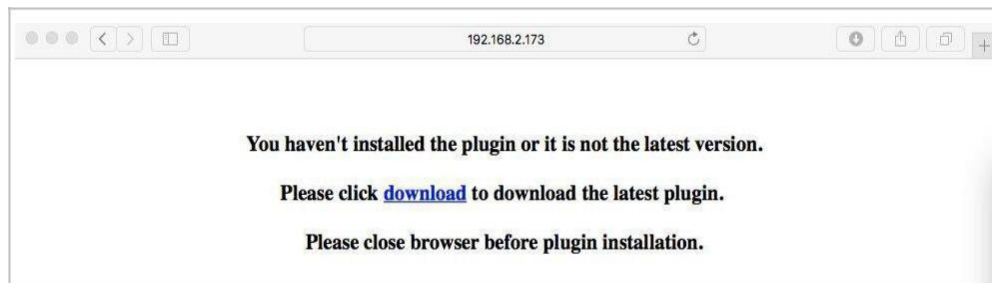 192.168.2.173
You haven't installed the plugin or it is not the latest version.
Please click download to download the latest plugin.
Please close browser before plugin installation.